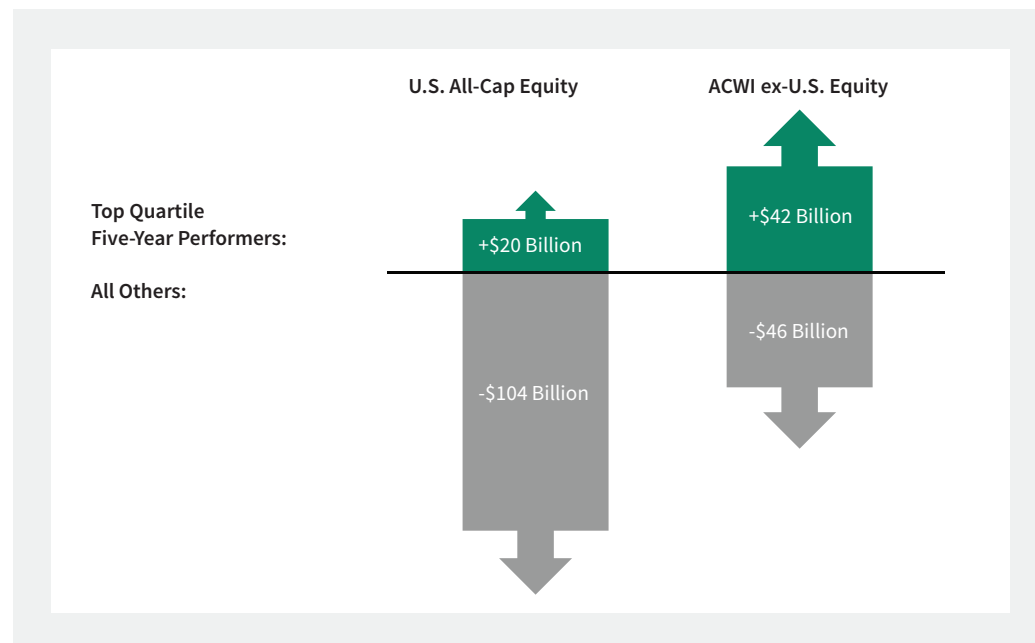 U.S. All-Cap Equity
ACWI ex-U.S. Equity
Top Quartile
Five-Year Performers:
+$20 Billion
+$42 Billion
All Others:
-$104 Billion
-$46 Billion